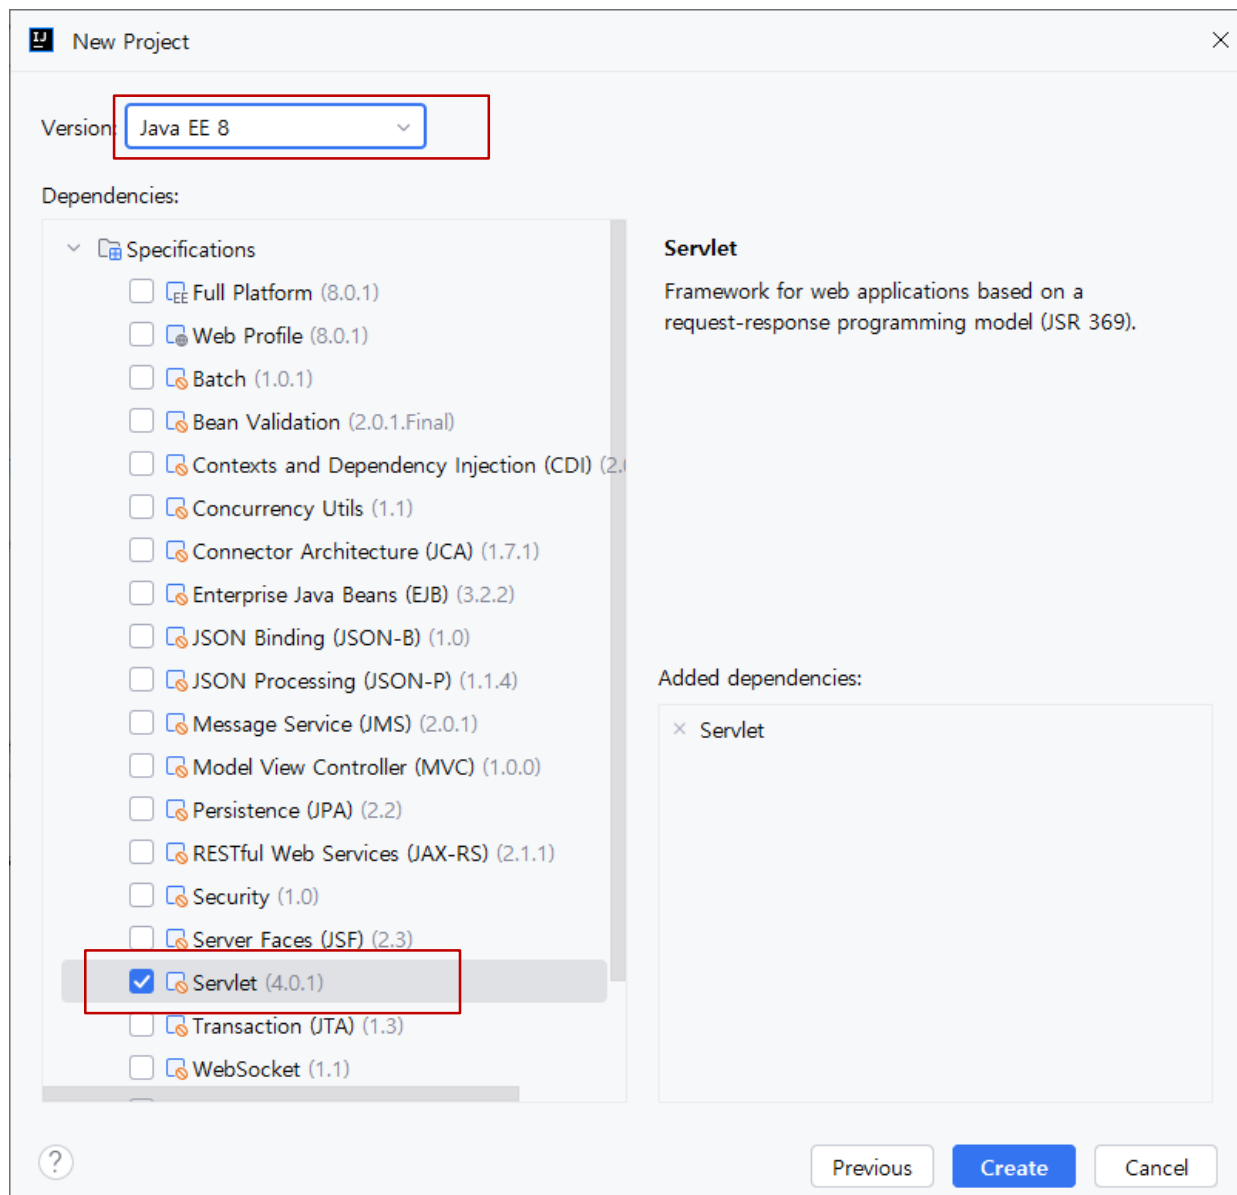 New Project
Version: Java EE 8
Dependencies:
Specifications
Full Platform (8.0.1)
Web Profile (8.0.1)
Batch (1.0.1)
Bean Validation (2.0.1.Final)
Contexts and Dependency Injection (CDI) (2.
Concurrency Utils (1.1)
Connector Architecture (JCA) (1.7.1)
Enterprise Java Beans (EJB) (3.2.2)
JSON Binding (JSON-B) (1.0)
JSON Processing (JSON-P) (1.1.4)
Message Service (JMS) (2.0.1)
Model View Controller (MVC) (1.0.0)
Persistence (JPA) (2.2)
RESTful Web Services (JAX-RS) (2.1.1)
Security (1.0)
Server Faces (JSF) (2.3)
Servlet (4.0.1)
Transaction (JTA) (1.3)
WebSocket (1.1)
Servlet
Framework for web applications based on a
request-response programming model (JSR 369).
Added dependencies:
Servlet
?
Previous
Create
Cancel